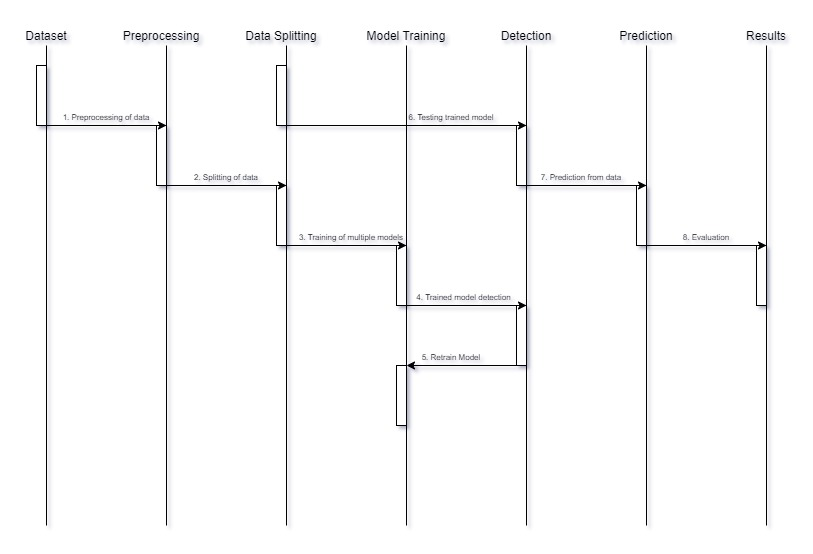 Dataset
Preprocessing
Data Splitting
Model Training
Detection
Prediction
Results
1. Preprocessing of data
6. Testing trained model
2. Splitting of data
7. Prediction from data
3. Training of multiple models
8. Evaluation
4. Trained model detection
5. Retrain Model